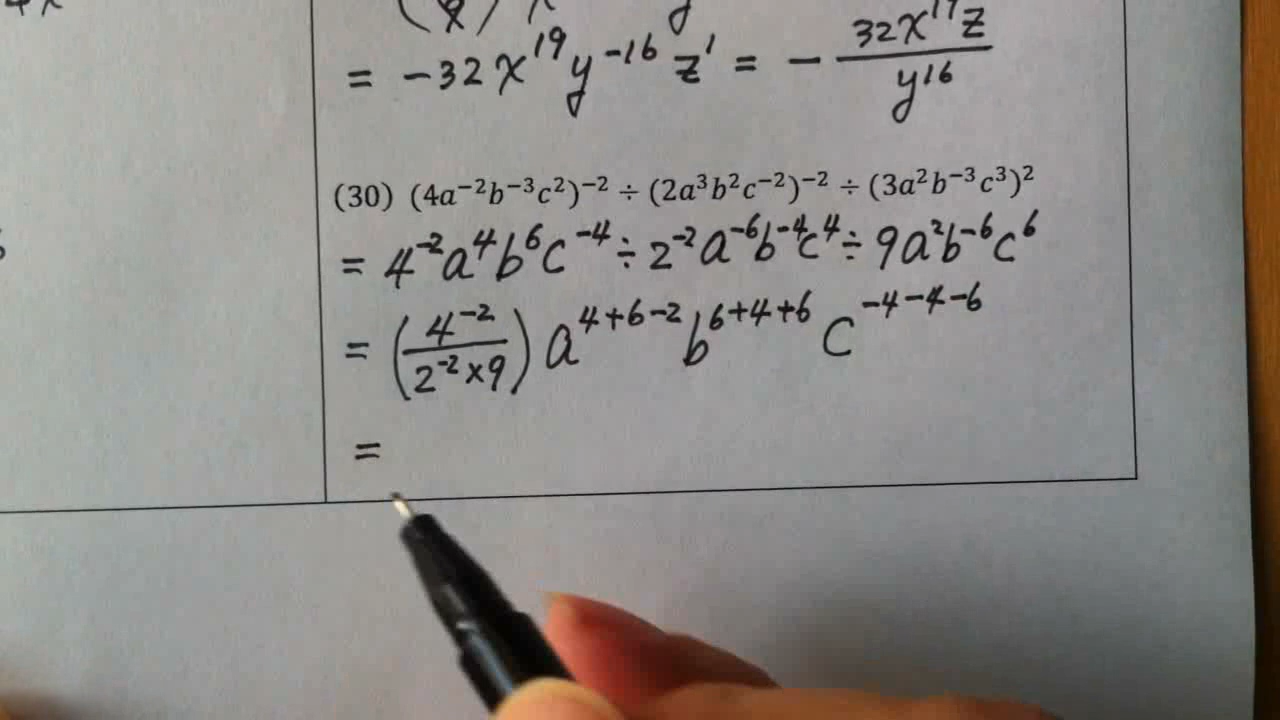 = -32x¹⁹y⁻¹⁶z¹ = - 32x¹⁹z / y¹⁶
(30) (4a⁻²b⁻³c²)⁻² ÷ (2a³b²c⁻²)⁻² ÷ (3a²b⁻³c³)²
= 4⁻²a⁴b⁶c⁻⁴ ÷ 2⁻²a⁻⁶b⁻⁴c⁴ ÷ 9a²b⁻⁶c⁶
= (4⁻² / 2⁻²×9) a⁴⁺⁶⁻² b⁶⁺⁴⁺⁶ c⁻⁴⁻⁴⁻⁶
=